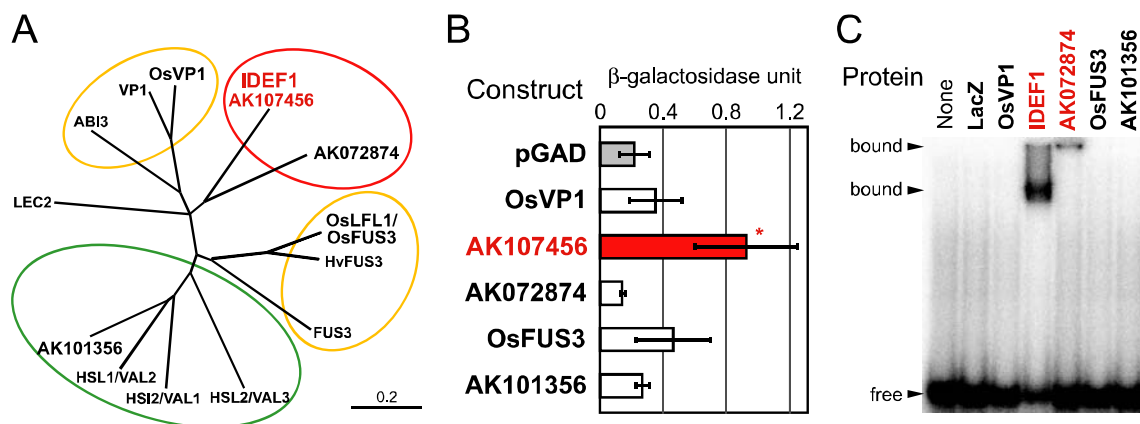 A
OsVP1
VP1
ABI3
LEC2
IDEF1
AK107456
AK072874
OsLFL1/
OsFUS3
HvFUS3
FUS3
AK101356
HSL1/VAL2
HSI2/VAL1
HSL2/VAL3
0.2
B
Construct
β-galactosidase unit
0 0.4 0.8 1.2
pGAD
OsVP1
AK107456
*
AK072874
OsFUS3
AK101356
C
Protein
None
LacZ
OsVP1
IDEF1
AK072874
OsFUS3
AK101356
bound
bound
free